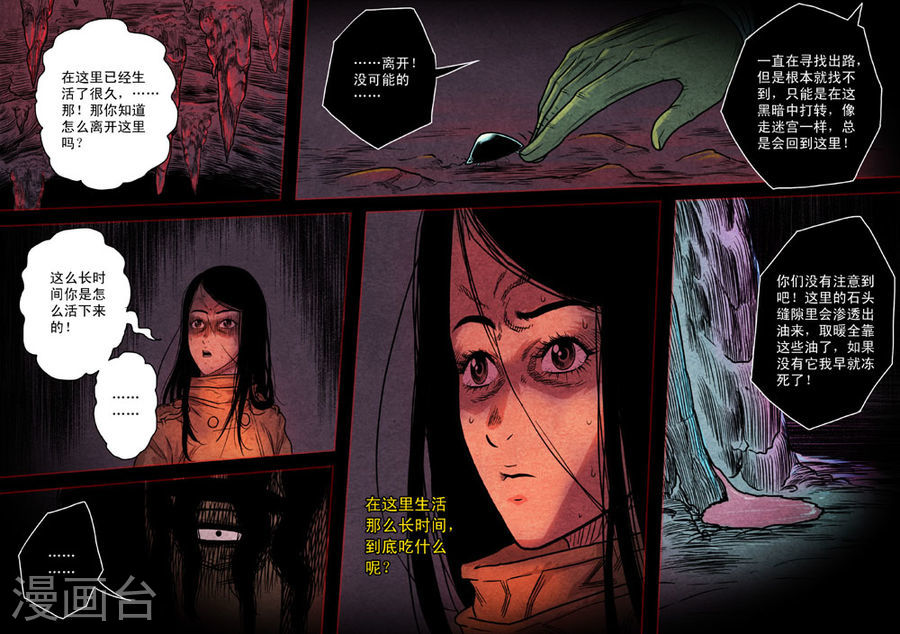 在这里已经生
活了很久，……
那！那你知道
怎么离开这里
吗？
……离开！
没可能的
……
一直在寻找出路，
但是根本就找不
到，只能是在这
黑暗中打转，像
走迷宫一样，总
是会回到这里！
这么长时
间你是怎
么活下来
的！
……
……
在这里生活
那么长时间，
到底吃什么
呢？
你们没有注意到
吧！这里的石头
缝隙里会渗透出
油来，取暖全靠
这些油了，如果
没有它我早就冻
死了！
……
……
漫画台